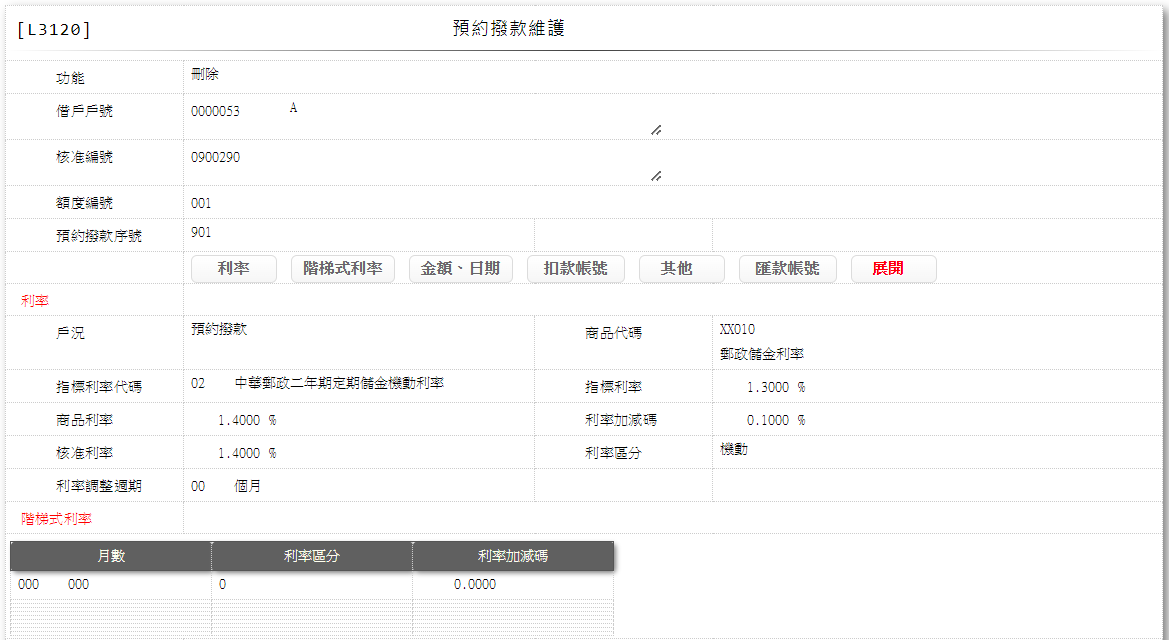 [L3120] 預約撥款維護
功能 刪除
借戶戶號 0000053 A
核准編號 0900290
額度編號 001
預約撥款序號 901
利率 階梯式利率 金額、日期 扣款帳號 其他 匯款帳號 展開
利率
戶況 預約撥款 商品代碼 XX010
郵政儲金利率
指標利率代碼 02 中華郵政二年期定期儲金機動利率 指標利率 1.3000 %
商品利率 1.4000 % 利率加減碼 0.1000 %
核准利率 1.4000 % 利率區分 機動
利率調整週期 00 個月
階梯式利率
月數 利率區分 利率加減碼
000 000 0 0.0000